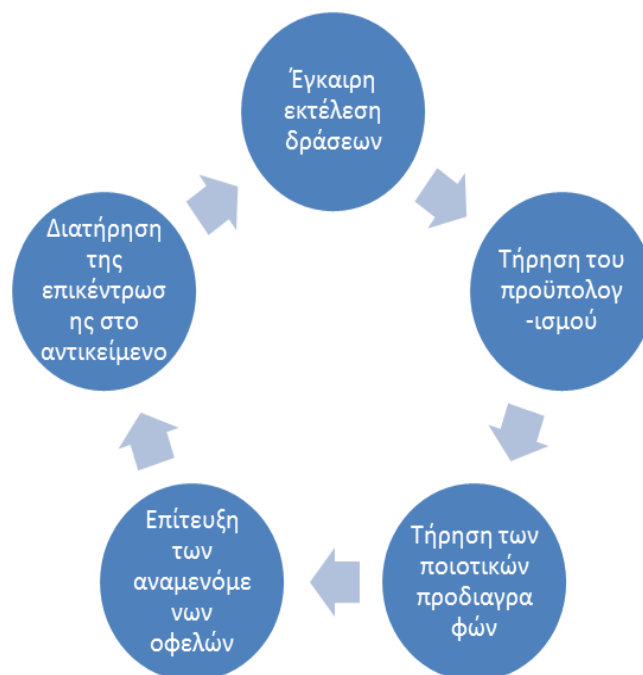 Έγκαιρη
εκτέλεση
δράσεων
Τήρηση του
προϋπολογ
-ισμού
Τήρηση των
ποιοτικών
προδιαγρα
φών
Επίτευξη
των
αναμενόμε
νων
οφελών
Διατήρηση
της
επικέντρωσ
ης στο
αντικείμενο